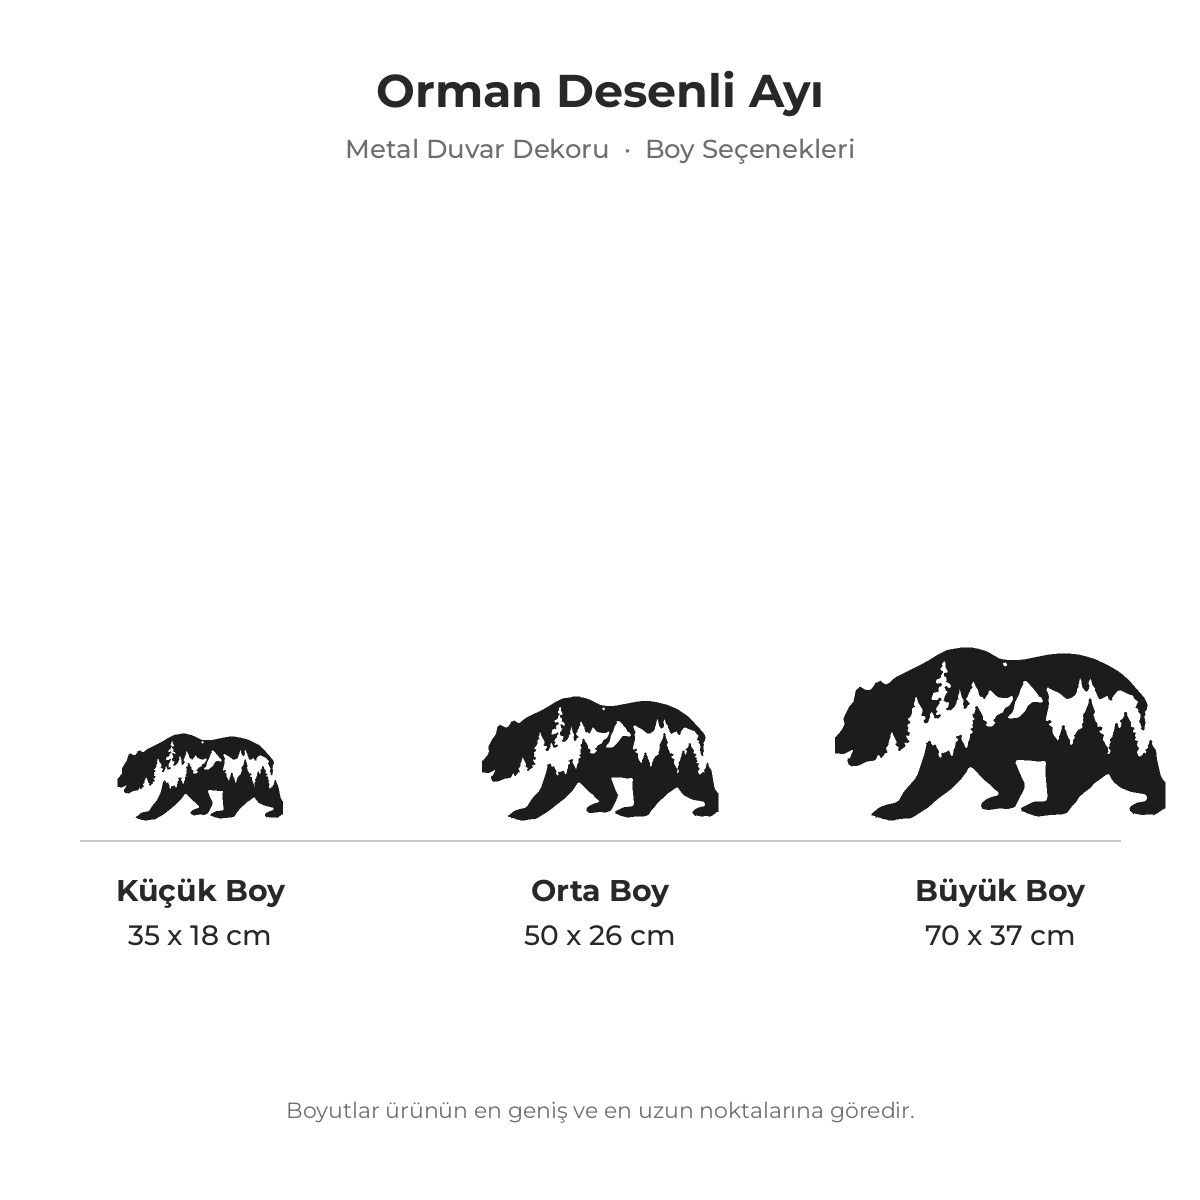 Orman Desenli Ayı
Metal Duvar Dekoru · Boy Seçenekleri
Küçük Boy
35 x 18 cm
Orta Boy
50 x 26 cm
Büyük Boy
70 x 37 cm
Boyutlar ürünün en geniş ve en uzun noktalarına göredir.